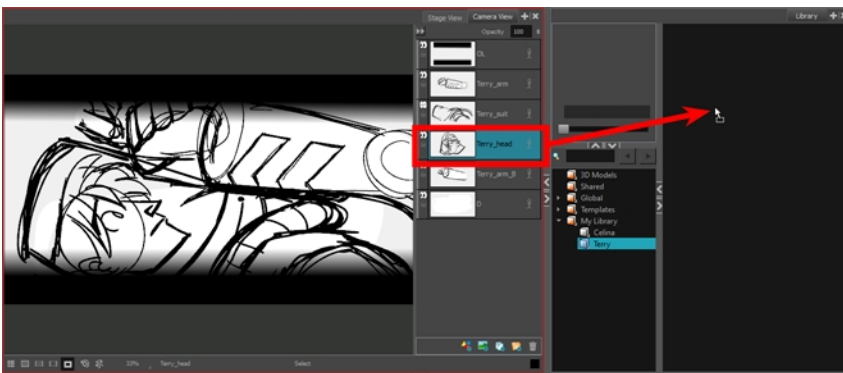 Stage View Camera View
Opacity 100
OL
Terry_arm
Terry_suit
Terry_head
Terry_arm_B
D
33% Terry_head Select
Library
3D Models
Shared
Global
Templates
My Library
Celina
Terry